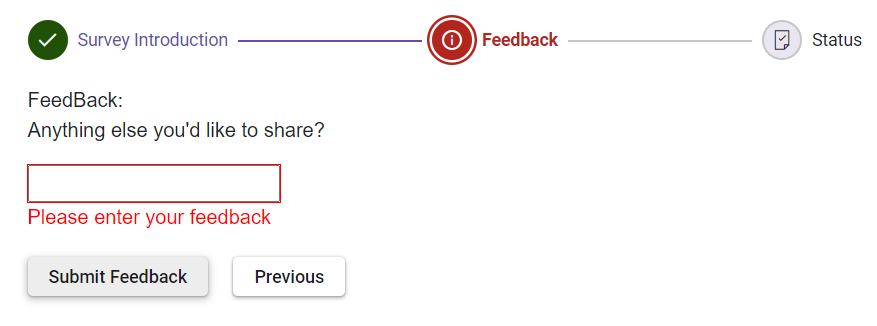 Survey Introduction Feedback Status
FeedBack:
Anything else you'd like to share?
Please enter your feedback
Submit Feedback Previous